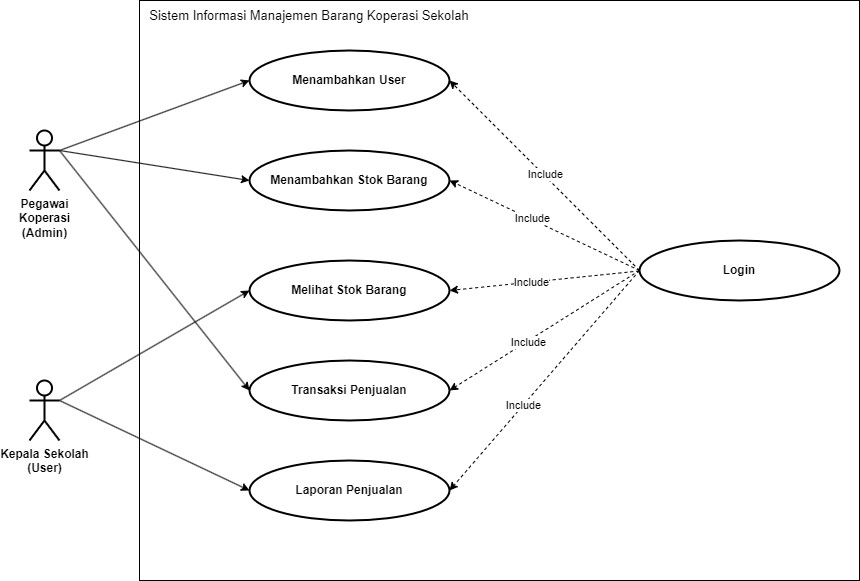 Sistem Informasi Manajemen Barang Koperasi Sekolah
Menambahkan User
Menambahkan Stok Barang
Melihat Stok Barang
Transaksi Penjualan
Laporan Penjualan
Pegawai
Koperasi
(Admin)
Kepala Sekolah
(User)
Include
Include
Include
Include
Include
Login